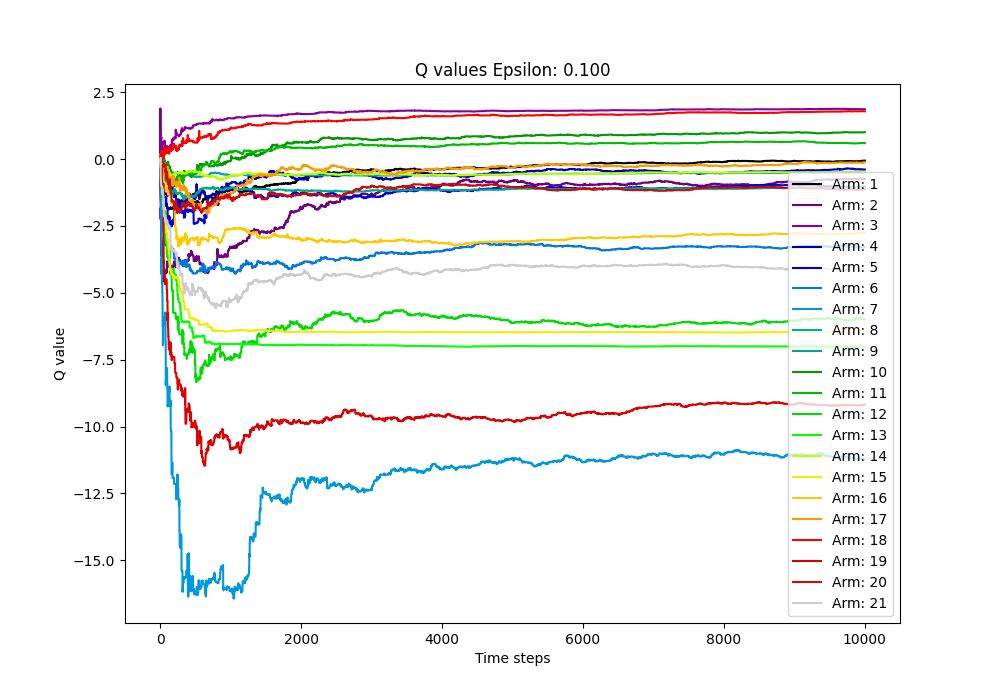 Q values Epsilon: 0.100
Q value
2.5
0.0
−2.5
−5.0
−7.5
−10.0
−12.5
−15.0
0
2000
4000
6000
8000
10000
Time steps
Arm: 1
Arm: 2
Arm: 3
Arm: 4
Arm: 5
Arm: 6
Arm: 7
Arm: 8
Arm: 9
Arm: 10
Arm: 11
Arm: 12
Arm: 13
Arm: 14
Arm: 15
Arm: 16
Arm: 17
Arm: 18
Arm: 19
Arm: 20
Arm: 21